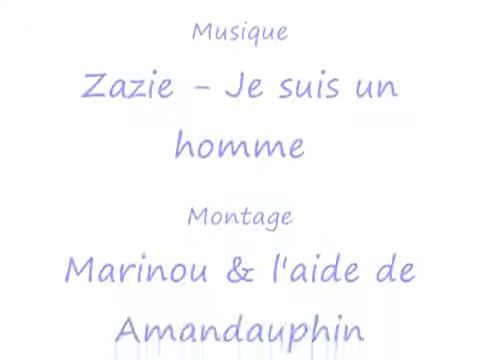 Musique
Zazie - Je suis un
homme
Montage
Marinou & l'aide de
Amandauphin